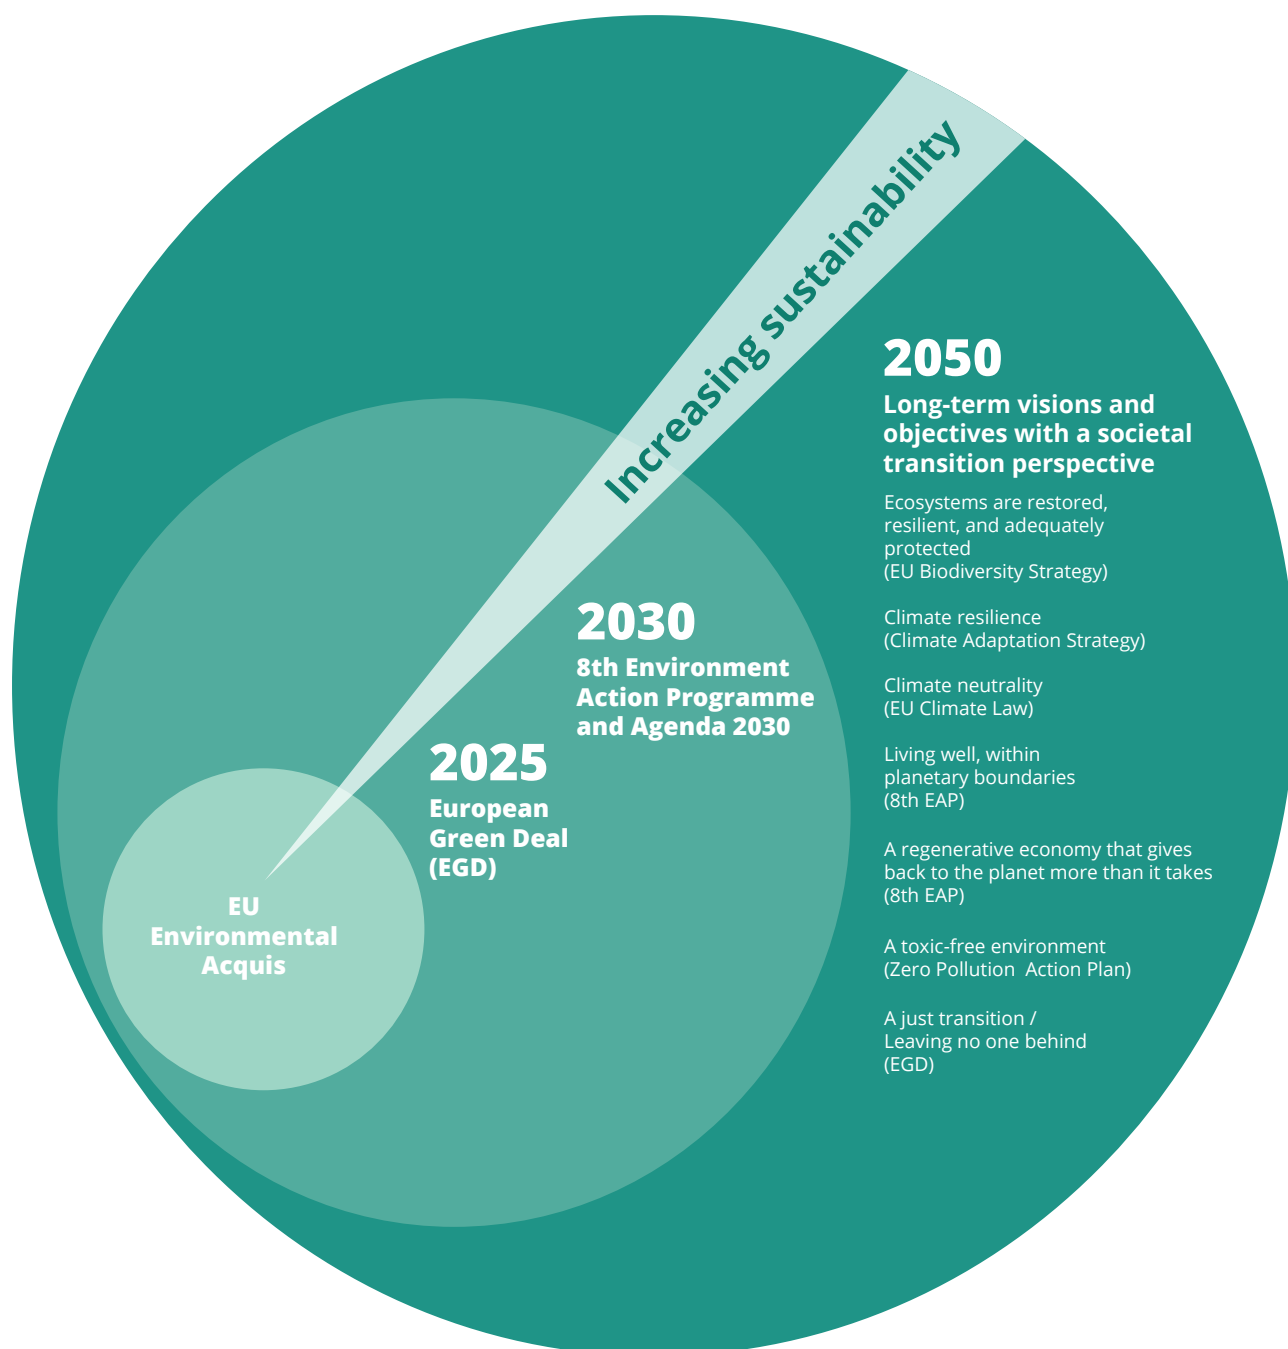 Increasing sustainability
2050
Long-term visions and
objectives with a societal
transition perspective
Ecosystems are restored,
resilient, and adequately
protected
(EU Biodiversity Strategy)
Climate resilience
(Climate Adaptation Strategy)
Climate neutrality
(EU Climate Law)
Living well, within
planetary boundaries
(8th EAP)
A regenerative economy that gives
back to the planet more than it takes
(8th EAP)
A toxic-free environment
(Zero Pollution  Action Plan)
A just transition /
Leaving no one behind
(EGD)
2030
8th Environment
Action Programme
and Agenda 2030
2025
European
Green Deal
(EGD)
EU
Environmental
Acquis